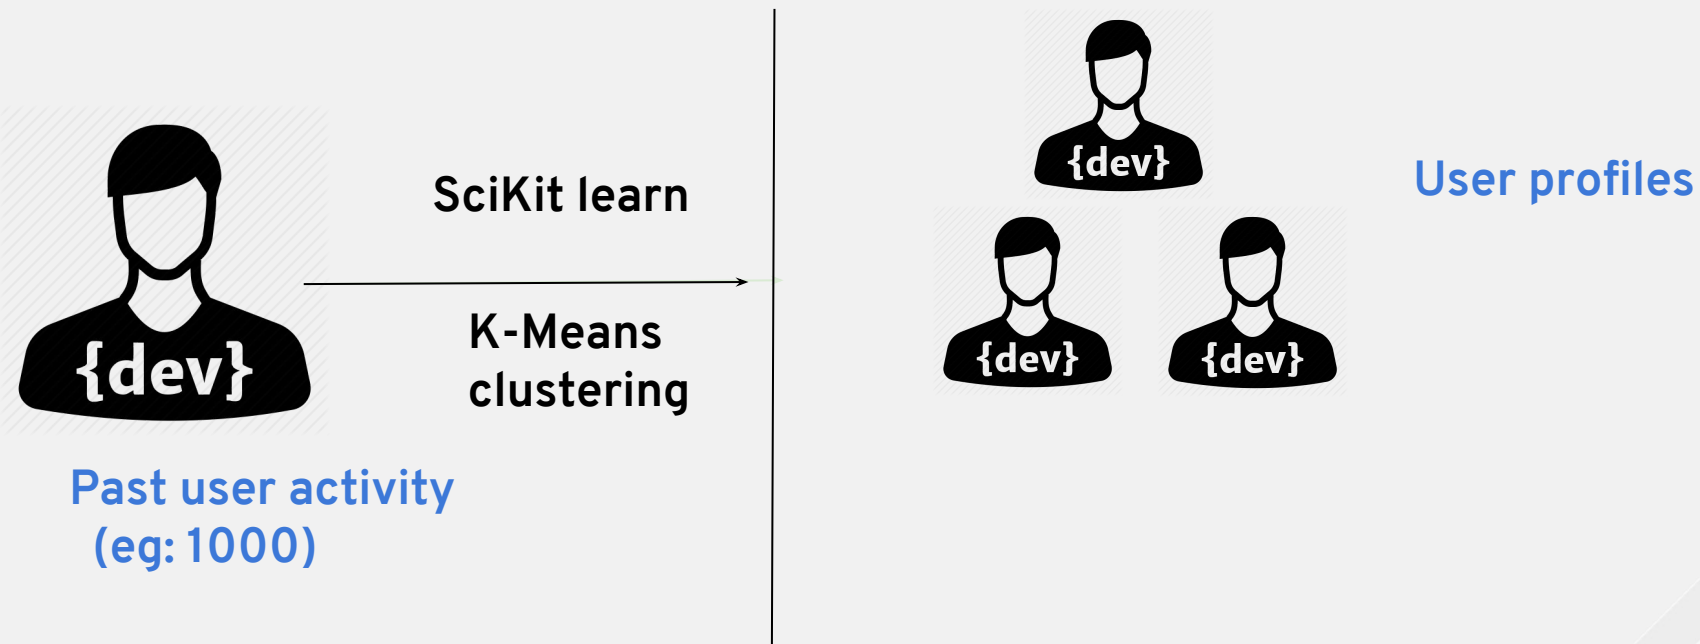 {dev}
Past user activity
(eg: 1000)
SciKit learn
K-Means
clustering
{dev}
{dev}
{dev}
User profiles